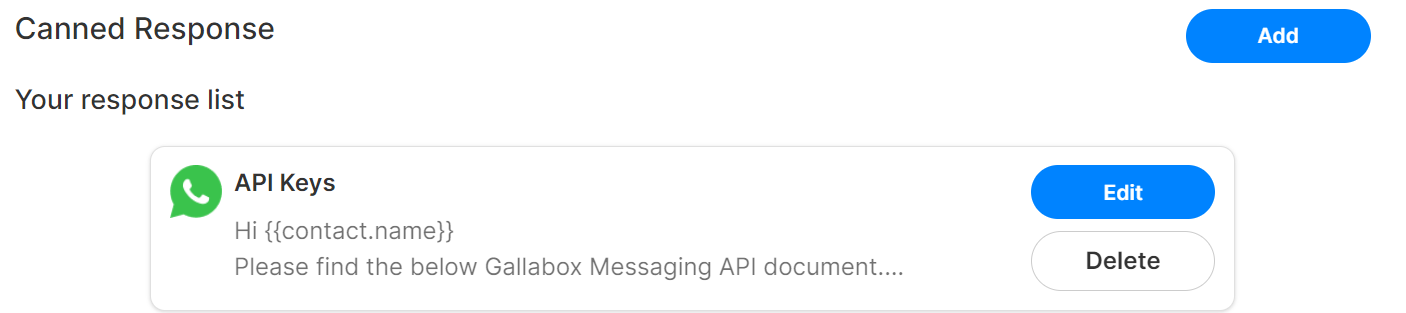 Canned Response
Add
Your response list
API Keys
Edit
Hi {{contact.name}}
Please find the below Gallabox Messaging API document....
Delete